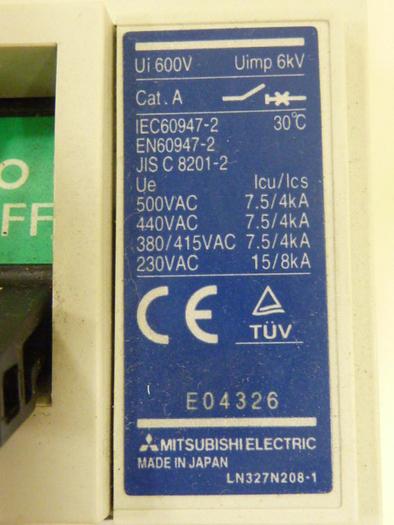 Ui 600V Uimp 6kV
Cat. A
IEC60947-2 30℃
EN60947-2
JIS C 8201-2
Ue Icu/Ics
500VAC 7.5/4kA
440VAC 7.5/4kA
380/415VAC 7.5/4kA
230VAC 15/8kA
CE
TÜV
E04326
MITSUBISHI ELECTRIC
MADE IN JAPAN
LN327N208-1
O
FF